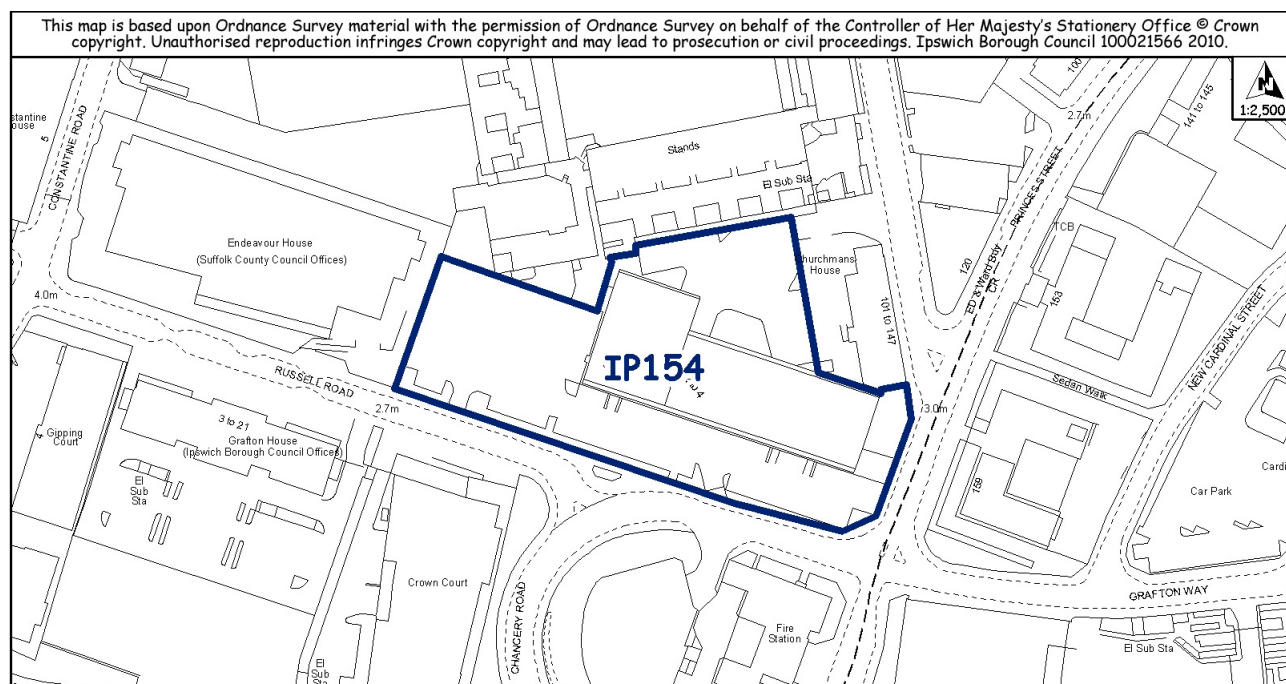 This map is based upon Ordnance Survey material with the permission of Ordnance Survey on behalf of the Controller of Her Majesty's Stationery Office © Crown
copyright. Unauthorised reproduction infringes Crown copyright and may lead to prosecution or civil proceedings. Ipswich Borough Council 100021566 2010.
N
1:2,500
CONSTANTINE ROAD
5
Stands
El Sub Sta
100
2.7m
141 to 145
PRINCES STREET
TCB
Endeavour House
(Suffolk County Council Offices)
House
120
ED & Ward Bdy
CR
153
101 to 147
4.0m
NEW CARDINAL STREET
IP154
4
RUSSELL ROAD
2.7m
Sedan Walk
3.0m
Gipping
Court
4
3 to 21
Grafton House
(Ipswich Borough Council Offices)
El
Sub
Sta
159
Car Park
Crown Court
CHANCERY ROAD
GRAFTON WAY
Fire
Station
El Sub Sta
El
Sub
Sta